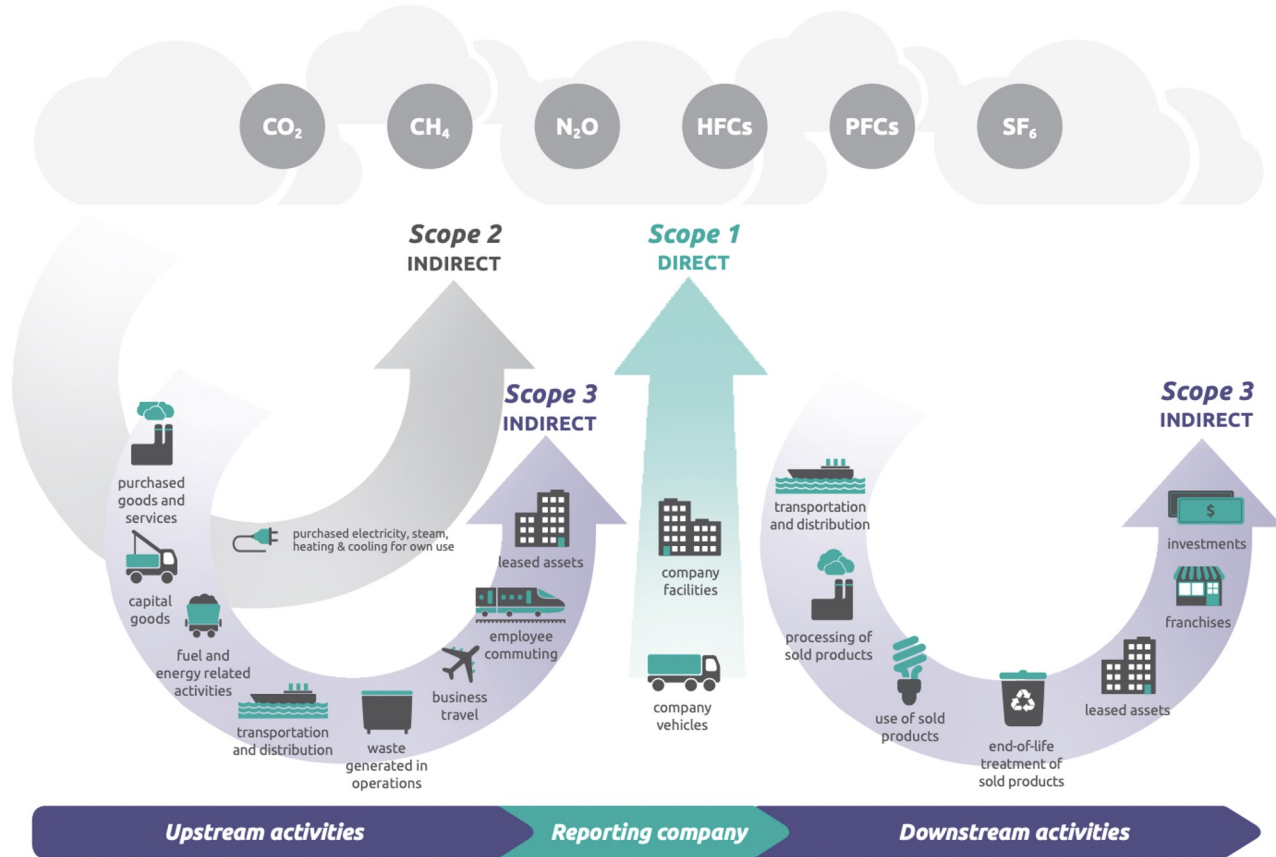 CO₂
CH₄
N₂O
HFCs
PFCs
SF₆
Scope 2
INDIRECT
Scope 1
DIRECT
Scope 3
INDIRECT
Scope 3
INDIRECT
purchased
goods and
services
capital
goods
fuel and
energy related
activities
purchased electricity, steam,
heating & cooling for own use
transportation
and distribution
waste
generated in
operations
business
travel
employee
commuting
leased assets
company
facilities
company
vehicles
transportation
and distribution
processing of
sold products
use of sold
products
end-of-life
treatment of
sold products
leased assets
franchises
$
investments
Upstream activities
Reporting company
Downstream activities